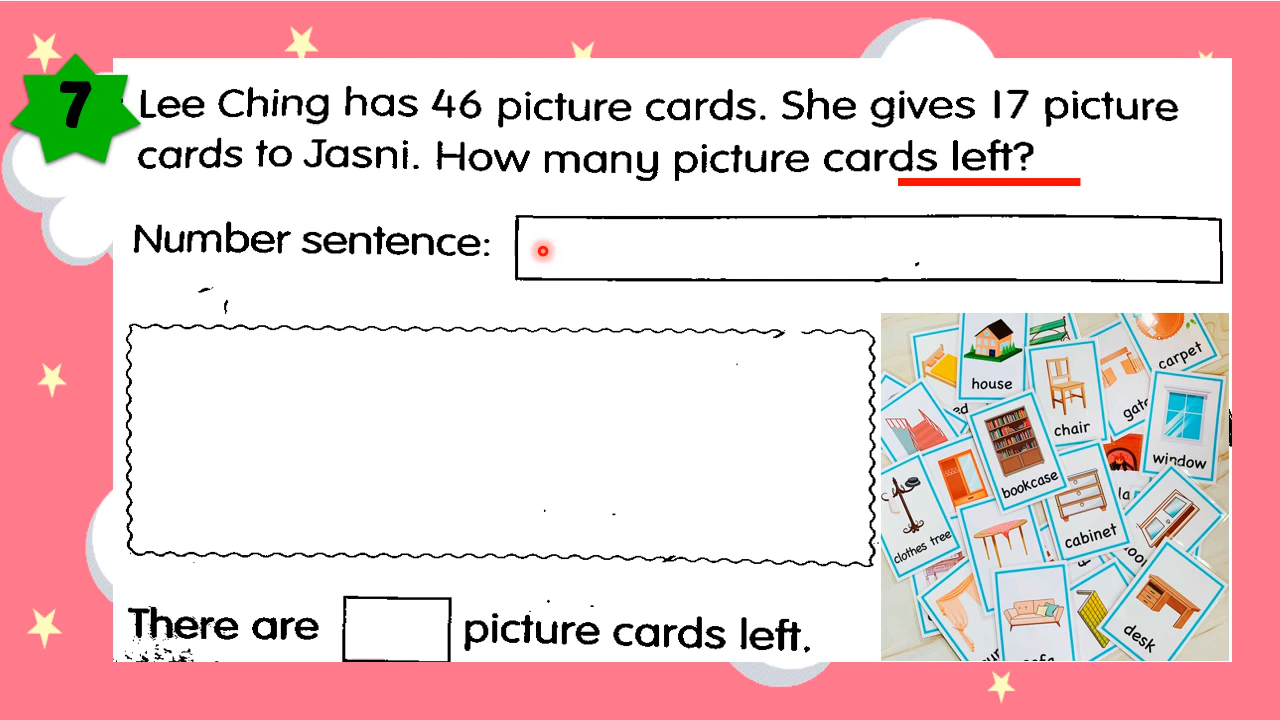 7
Lee Ching has 46 picture cards. She gives 17 picture
cards to Jasni. How many picture cards left?
Number sentence:
There are
picture cards left.
house
carpet
chair
window
bookcase
cabinet
clothes tree
desk